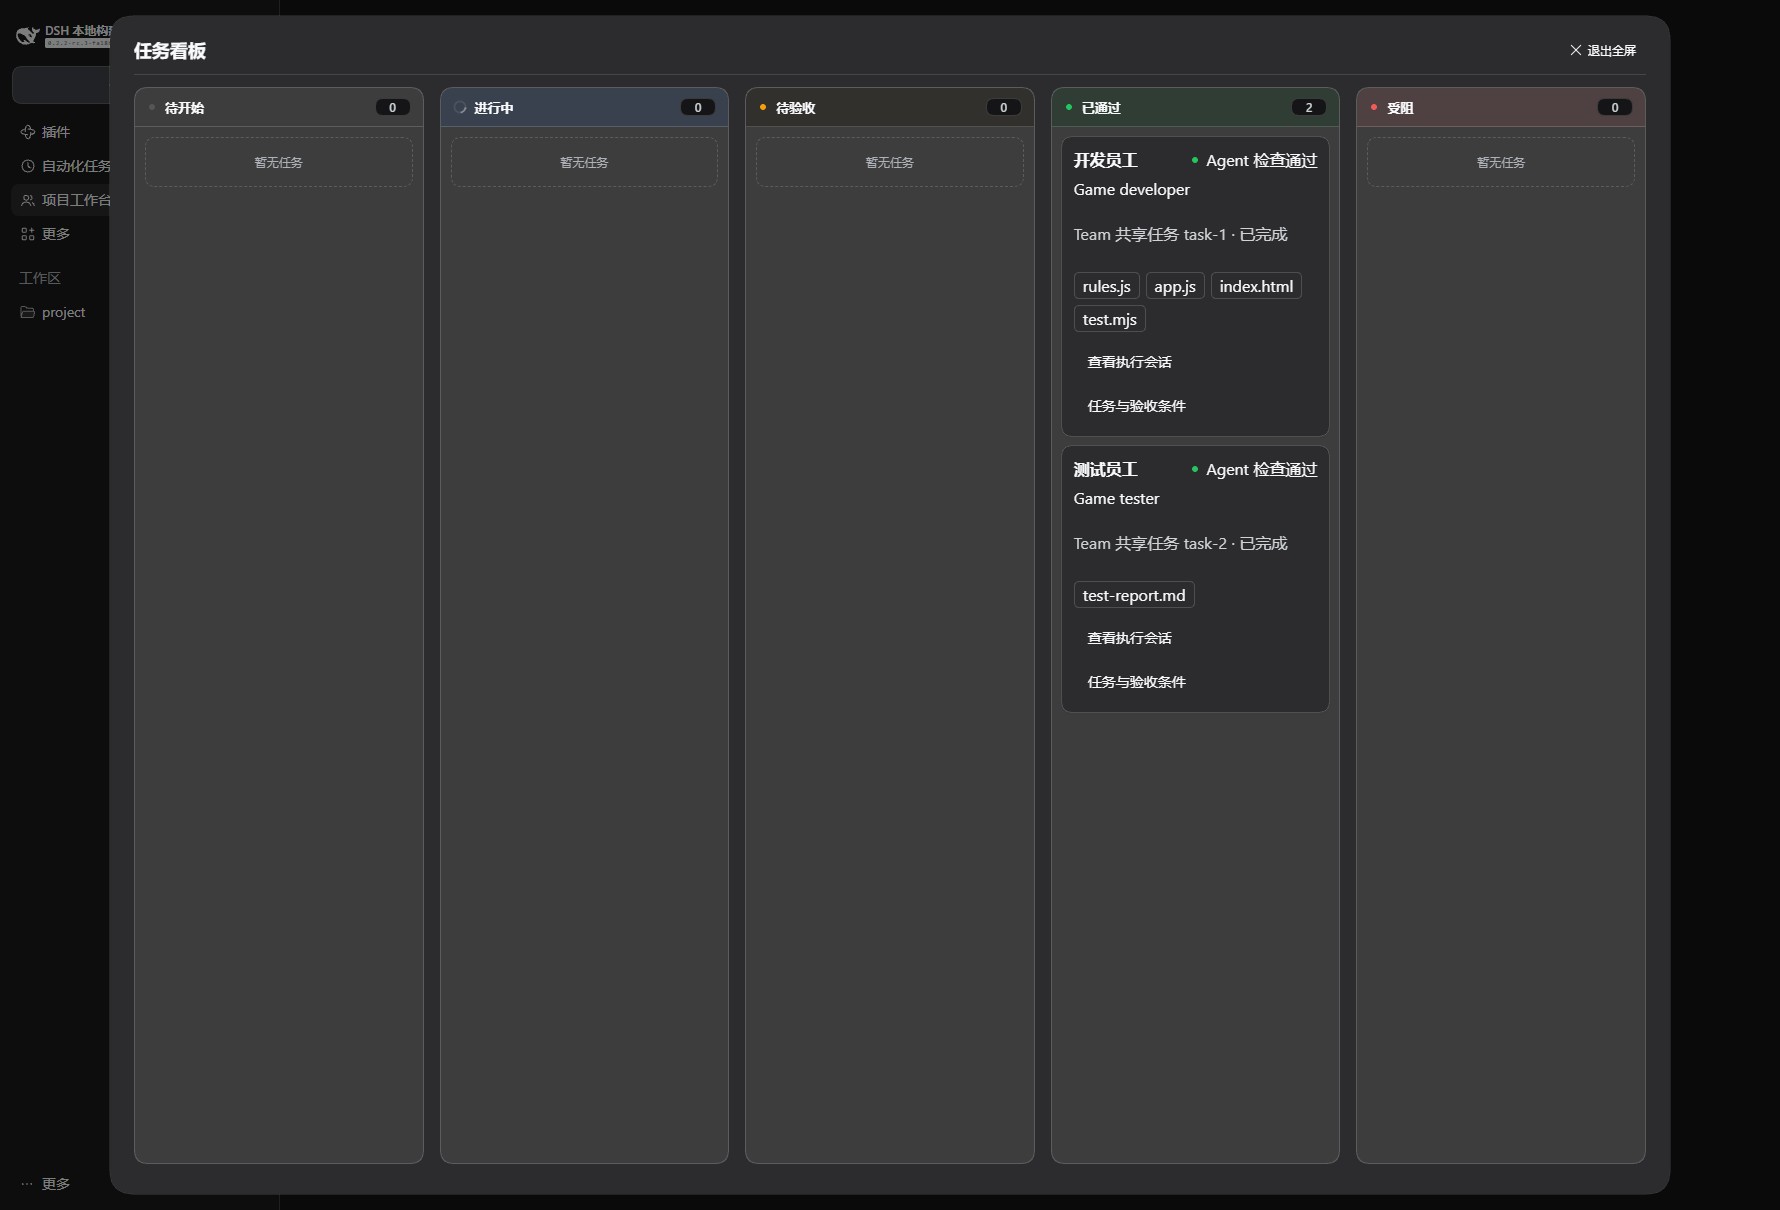 DSH 本地构
插件
自动化任务
项目工作台
更多
工作区
project
更多
任务看板
退出全屏
待开始 0
暂无任务
进行中 0
暂无任务
待验收 0
暂无任务
已通过 2
开发员工 Agent 检查通过
Game developer
Team 共享任务 task-1 · 已完成
rules.js app.js index.html
test.mjs
查看执行会话
任务与验收条件
测试员工 Agent 检查通过
Game tester
Team 共享任务 task-2 · 已完成
test-report.md
查看执行会话
任务与验收条件
受阻 0
暂无任务